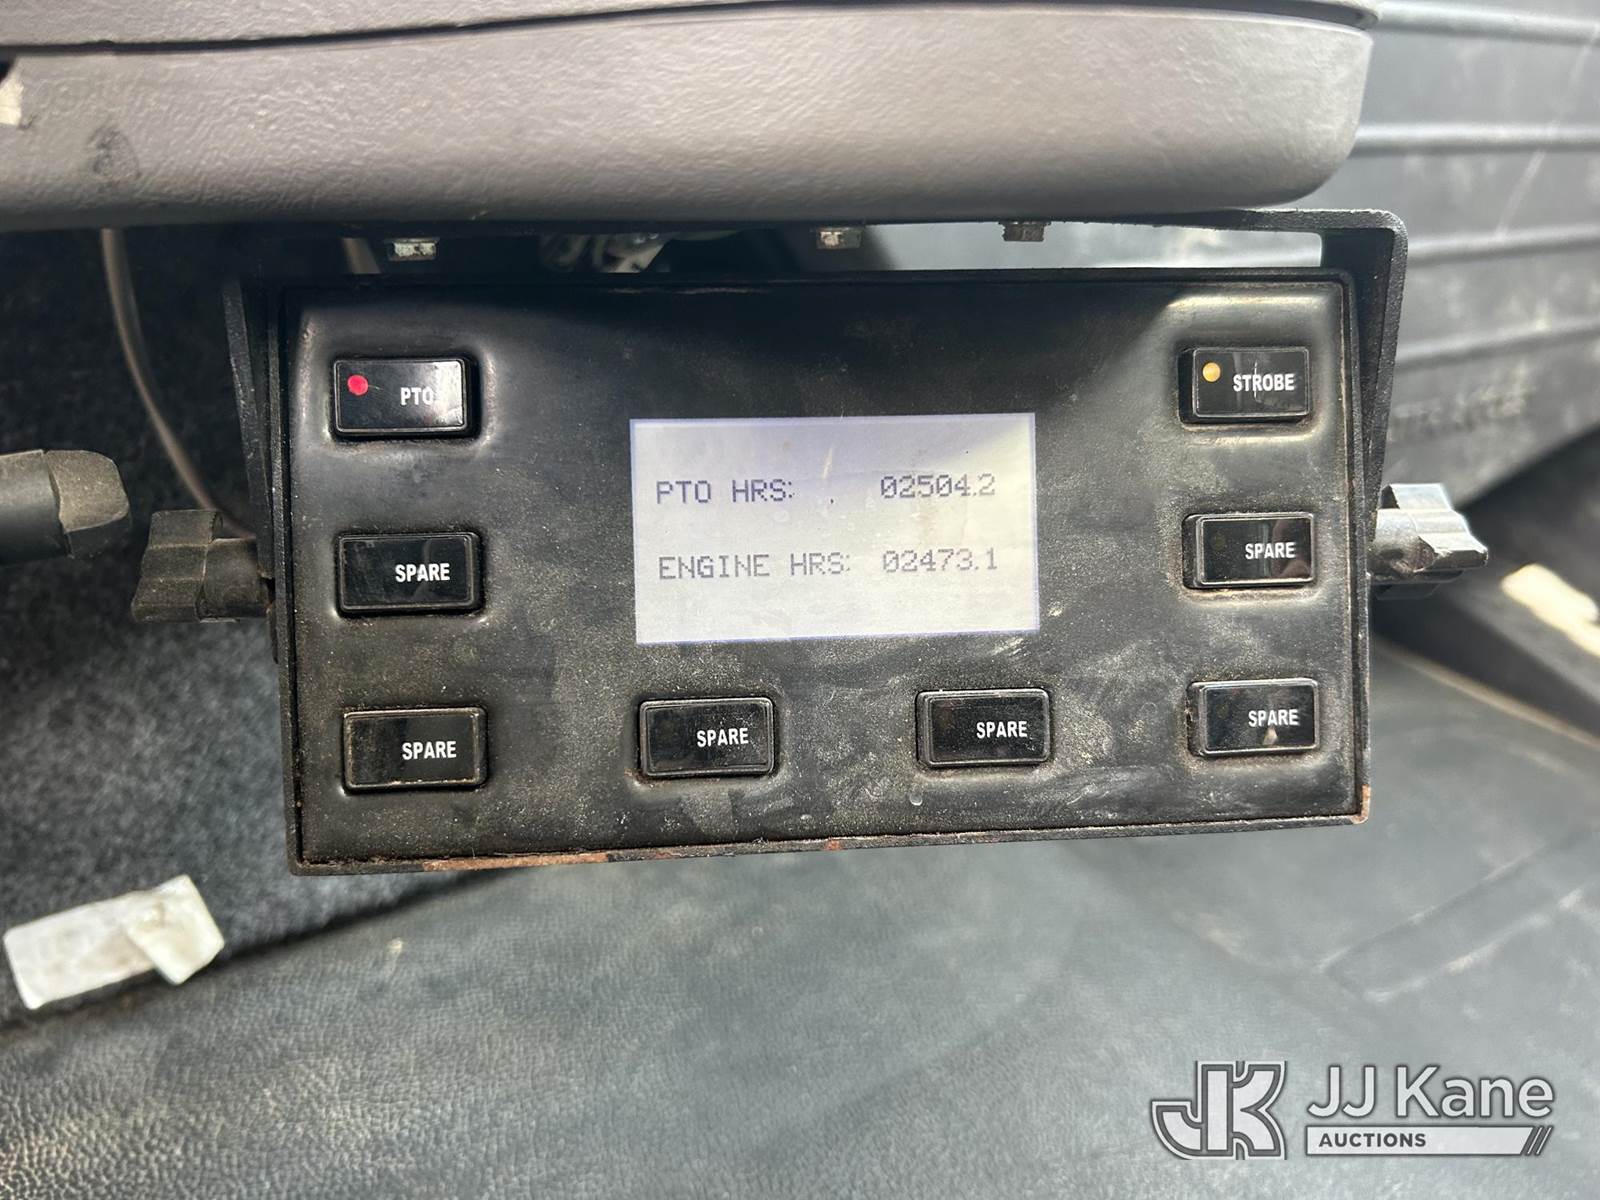 PTO
STROBE
PTO HRS: 02504.2
SPARE
ENGINE HRS: 02473.1
SPARE
SPARE
SPARE
SPARE
SPARE
JK JJ Kane
AUCTIONS